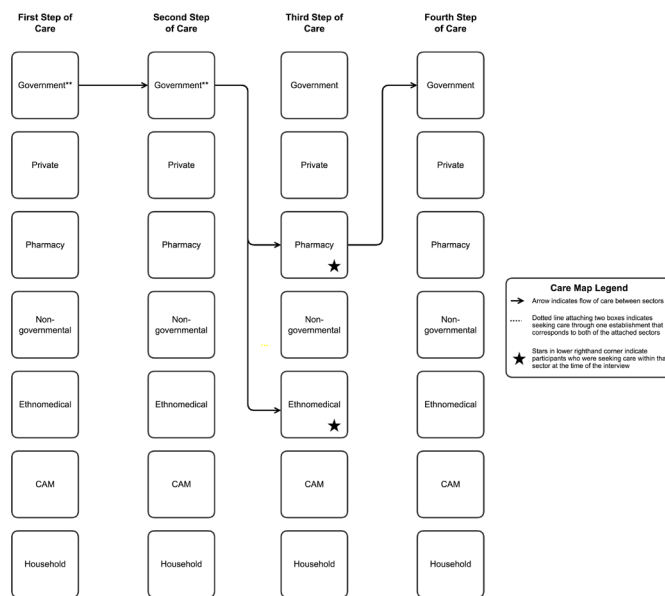 First Step of
Care
Second Step
of Care
Third Step of
Care
Fourth Step
of Care
Government**
Government**
Government
Government
Private
Private
Private
Private
Pharmacy
Pharmacy
Pharmacy
Pharmacy
Non-
governmental
Non-
governmental
Non-
governmental
Non-
governmental
Ethnomedical
Ethnomedical
Ethnomedical
Ethnomedical
CAM
CAM
CAM
CAM
Household
Household
Household
Household
Care Map Legend
Arrow indicates flow of care between sectors
Dotted line attaching two boxes indicates
seeking care through one establishment that
corresponds to both of the attached sectors
Stars in lower righthand corner indicate
participants who were seeking care within tha
sector at the time of the interview